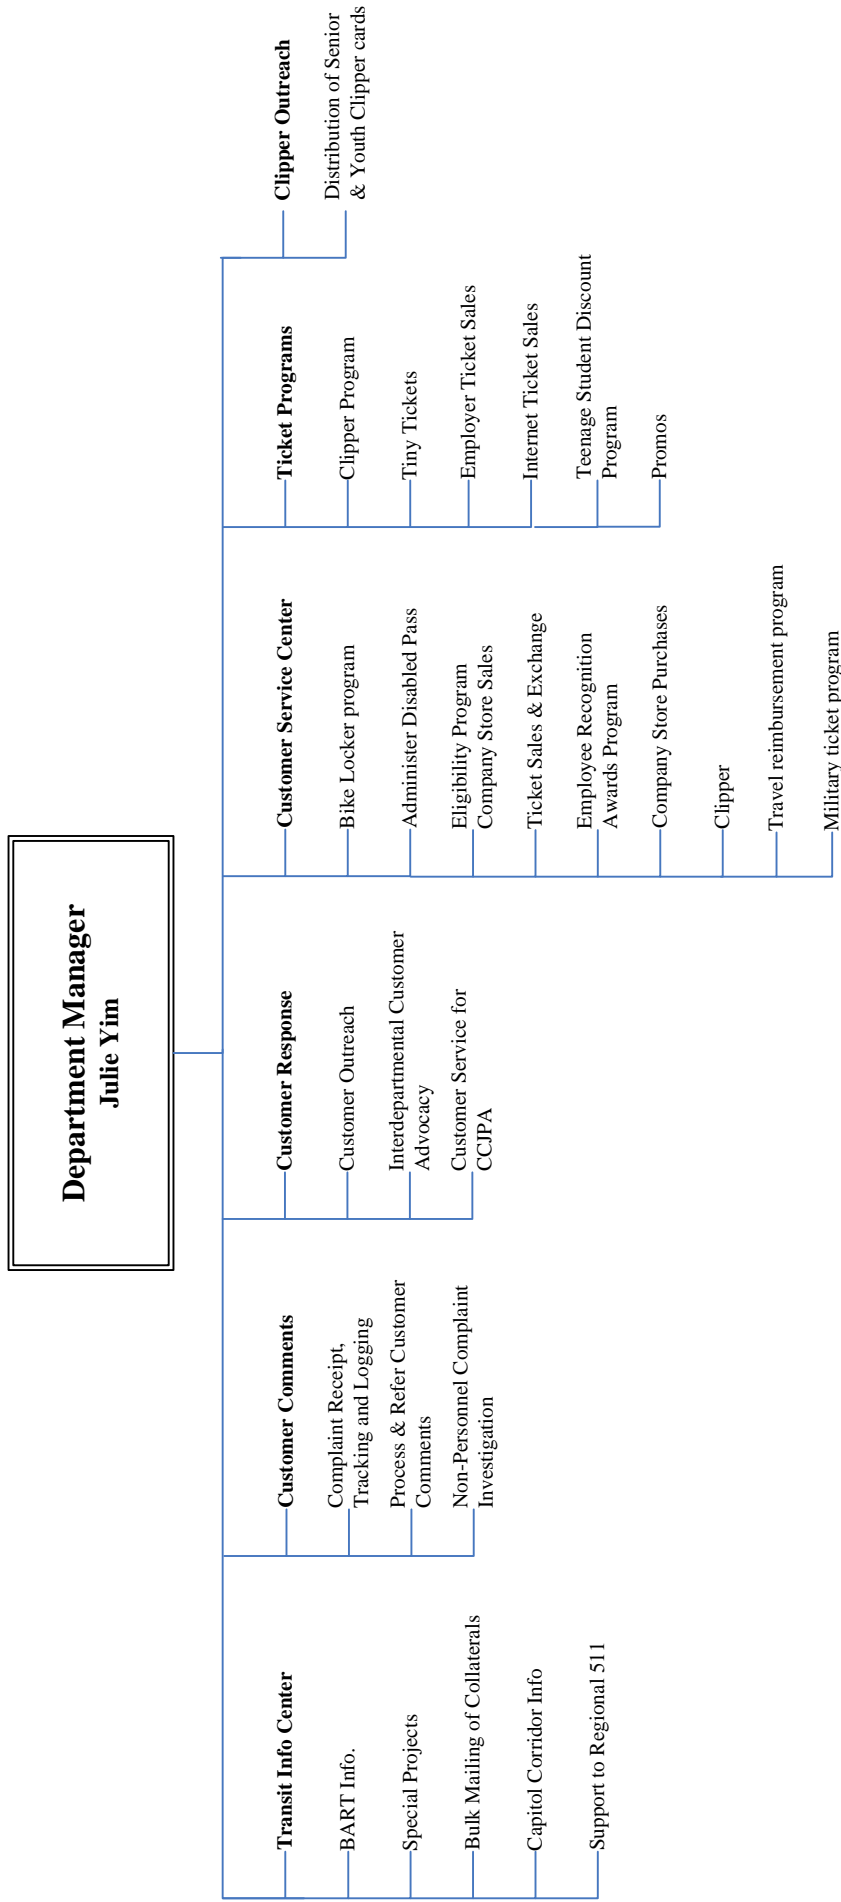 Department Manager
Julie Yim
Transit Info Center
BART Info.
Special Projects
Bulk Mailing of Collaterals
Capitol Corridor Info
Support to Regional 511
Customer Comments
Complaint Receipt,
Tracking and Logging
Process & Refer Customer
Comments
Non-Personnel Complaint
Investigation
Customer Response
Customer Outreach
Interdepartmental Customer
Advocacy
Customer Service for
CCJPA
Customer Service Center
Bike Locker program
Administer Disabled Pass
Eligibility Program
Company Store Sales
Ticket Sales & Exchange
Employee Recognition
Awards Program
Company Store Purchases
Clipper
Travel reimbursement program
Military ticket program
Ticket Programs
Clipper Program
Tiny Tickets
Employer Ticket Sales
Internet Ticket Sales
Teenage Student Discount
Program
Promos
Clipper Outreach
Distribution of Senior
& Youth Clipper cards